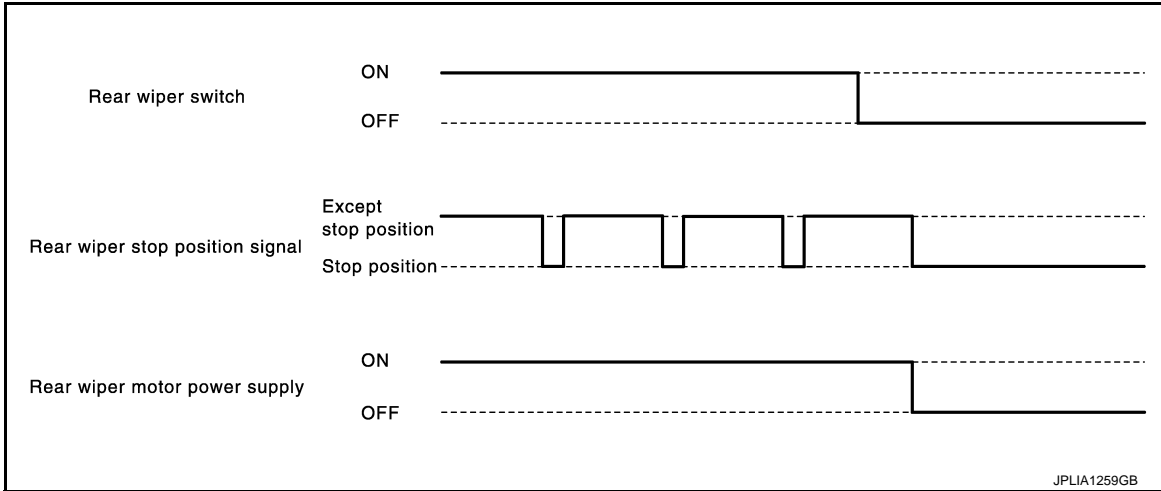 ON
Rear wiper switch
OFF
Except
stop position
Rear wiper stop position signal
Stop position
ON
Rear wiper motor power supply
OFF
JPLIA1259GB